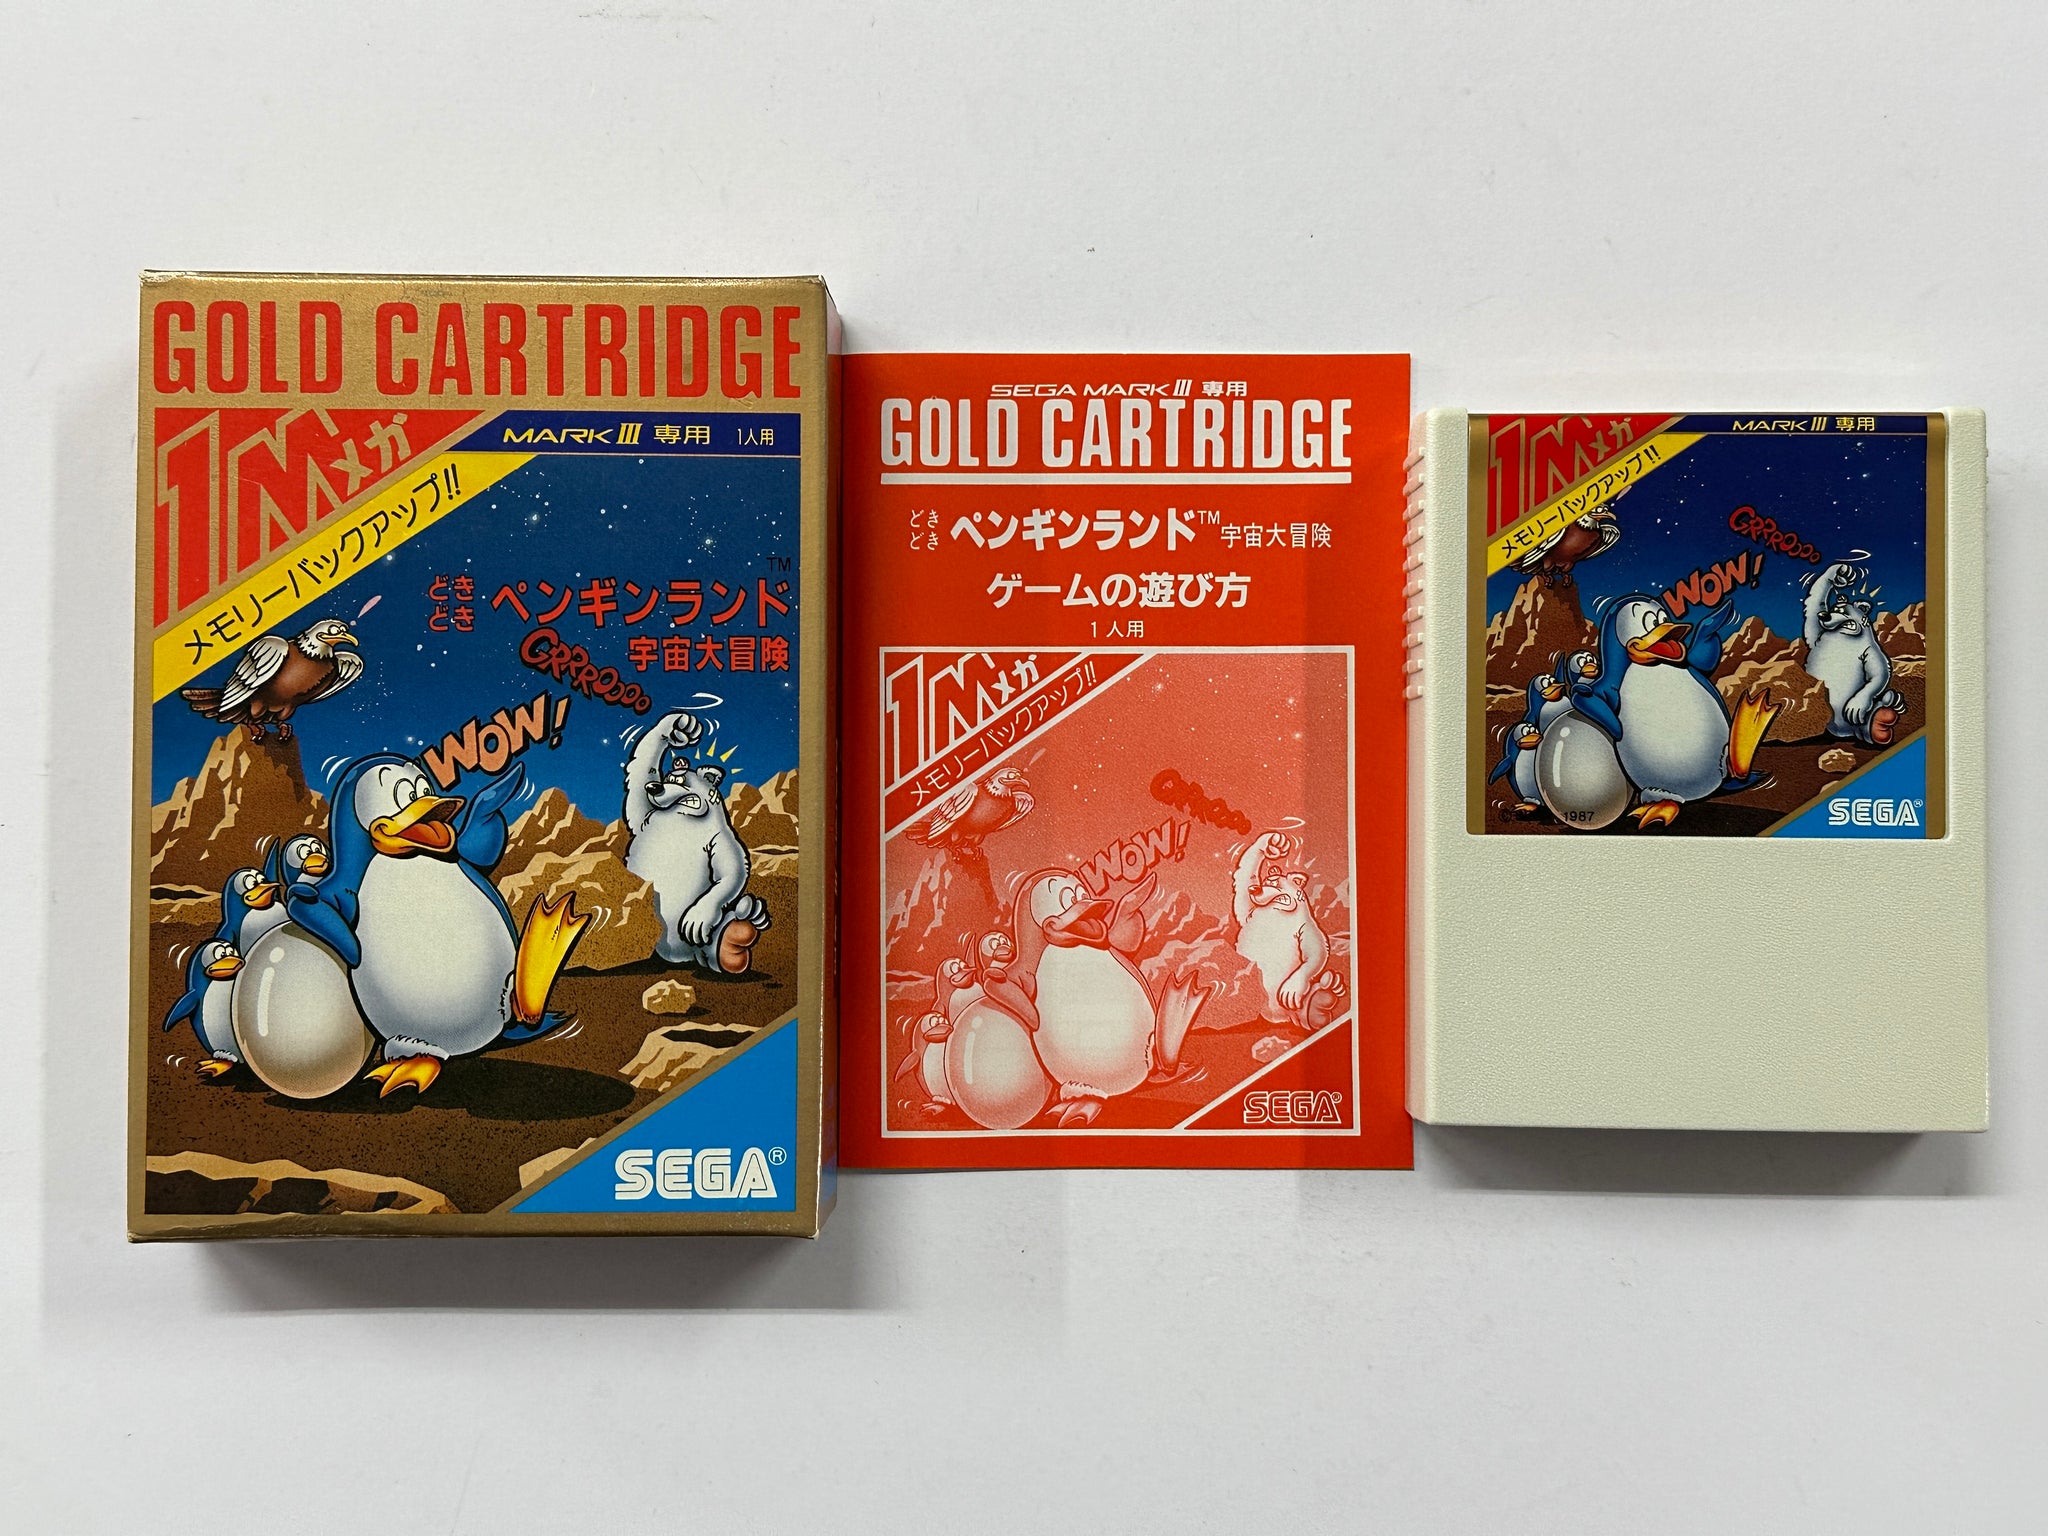 GOLD CARTRIDGE
1Mメガ
MARK III 専用 1人用
メモリーバックアップ!!
TM
どきどき ペンギンランド
宇宙大冒険
GRRROOOO
WOW!
SEGA®
SEGA MARK III 専用
GOLD CARTRIDGE
どきどき ペンギンランド™ 宇宙大冒険
ゲームの遊び方
1人用
1Mメガ
メモリーバックアップ!!
WOW!
SEGA®
1Mメガ
MARK III 専用
メモリーバックアップ!!
GRRROOOO
WOW!
1987
SEGA®